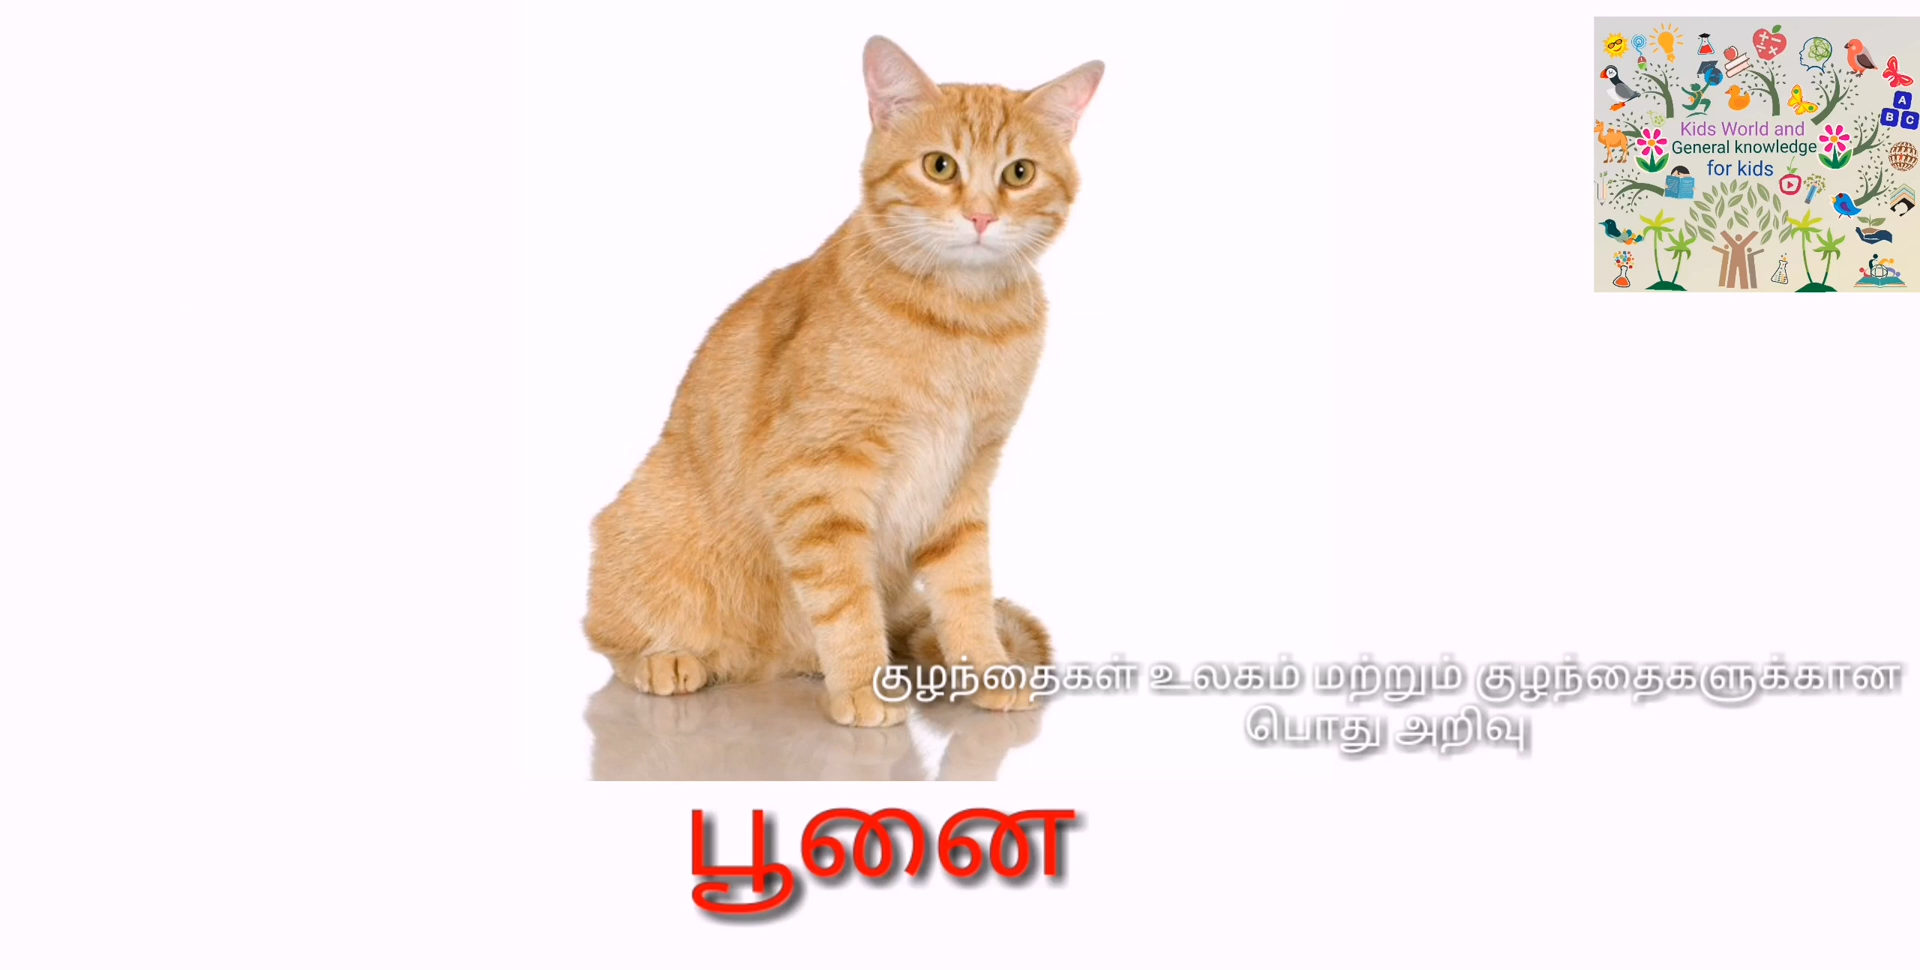 Kids World and
General knowledge
for kids
A
B C
குழந்தைகள் உலகம் மற்றும் குழந்தைகளுக்கான
பொது அறிவு
பூனை